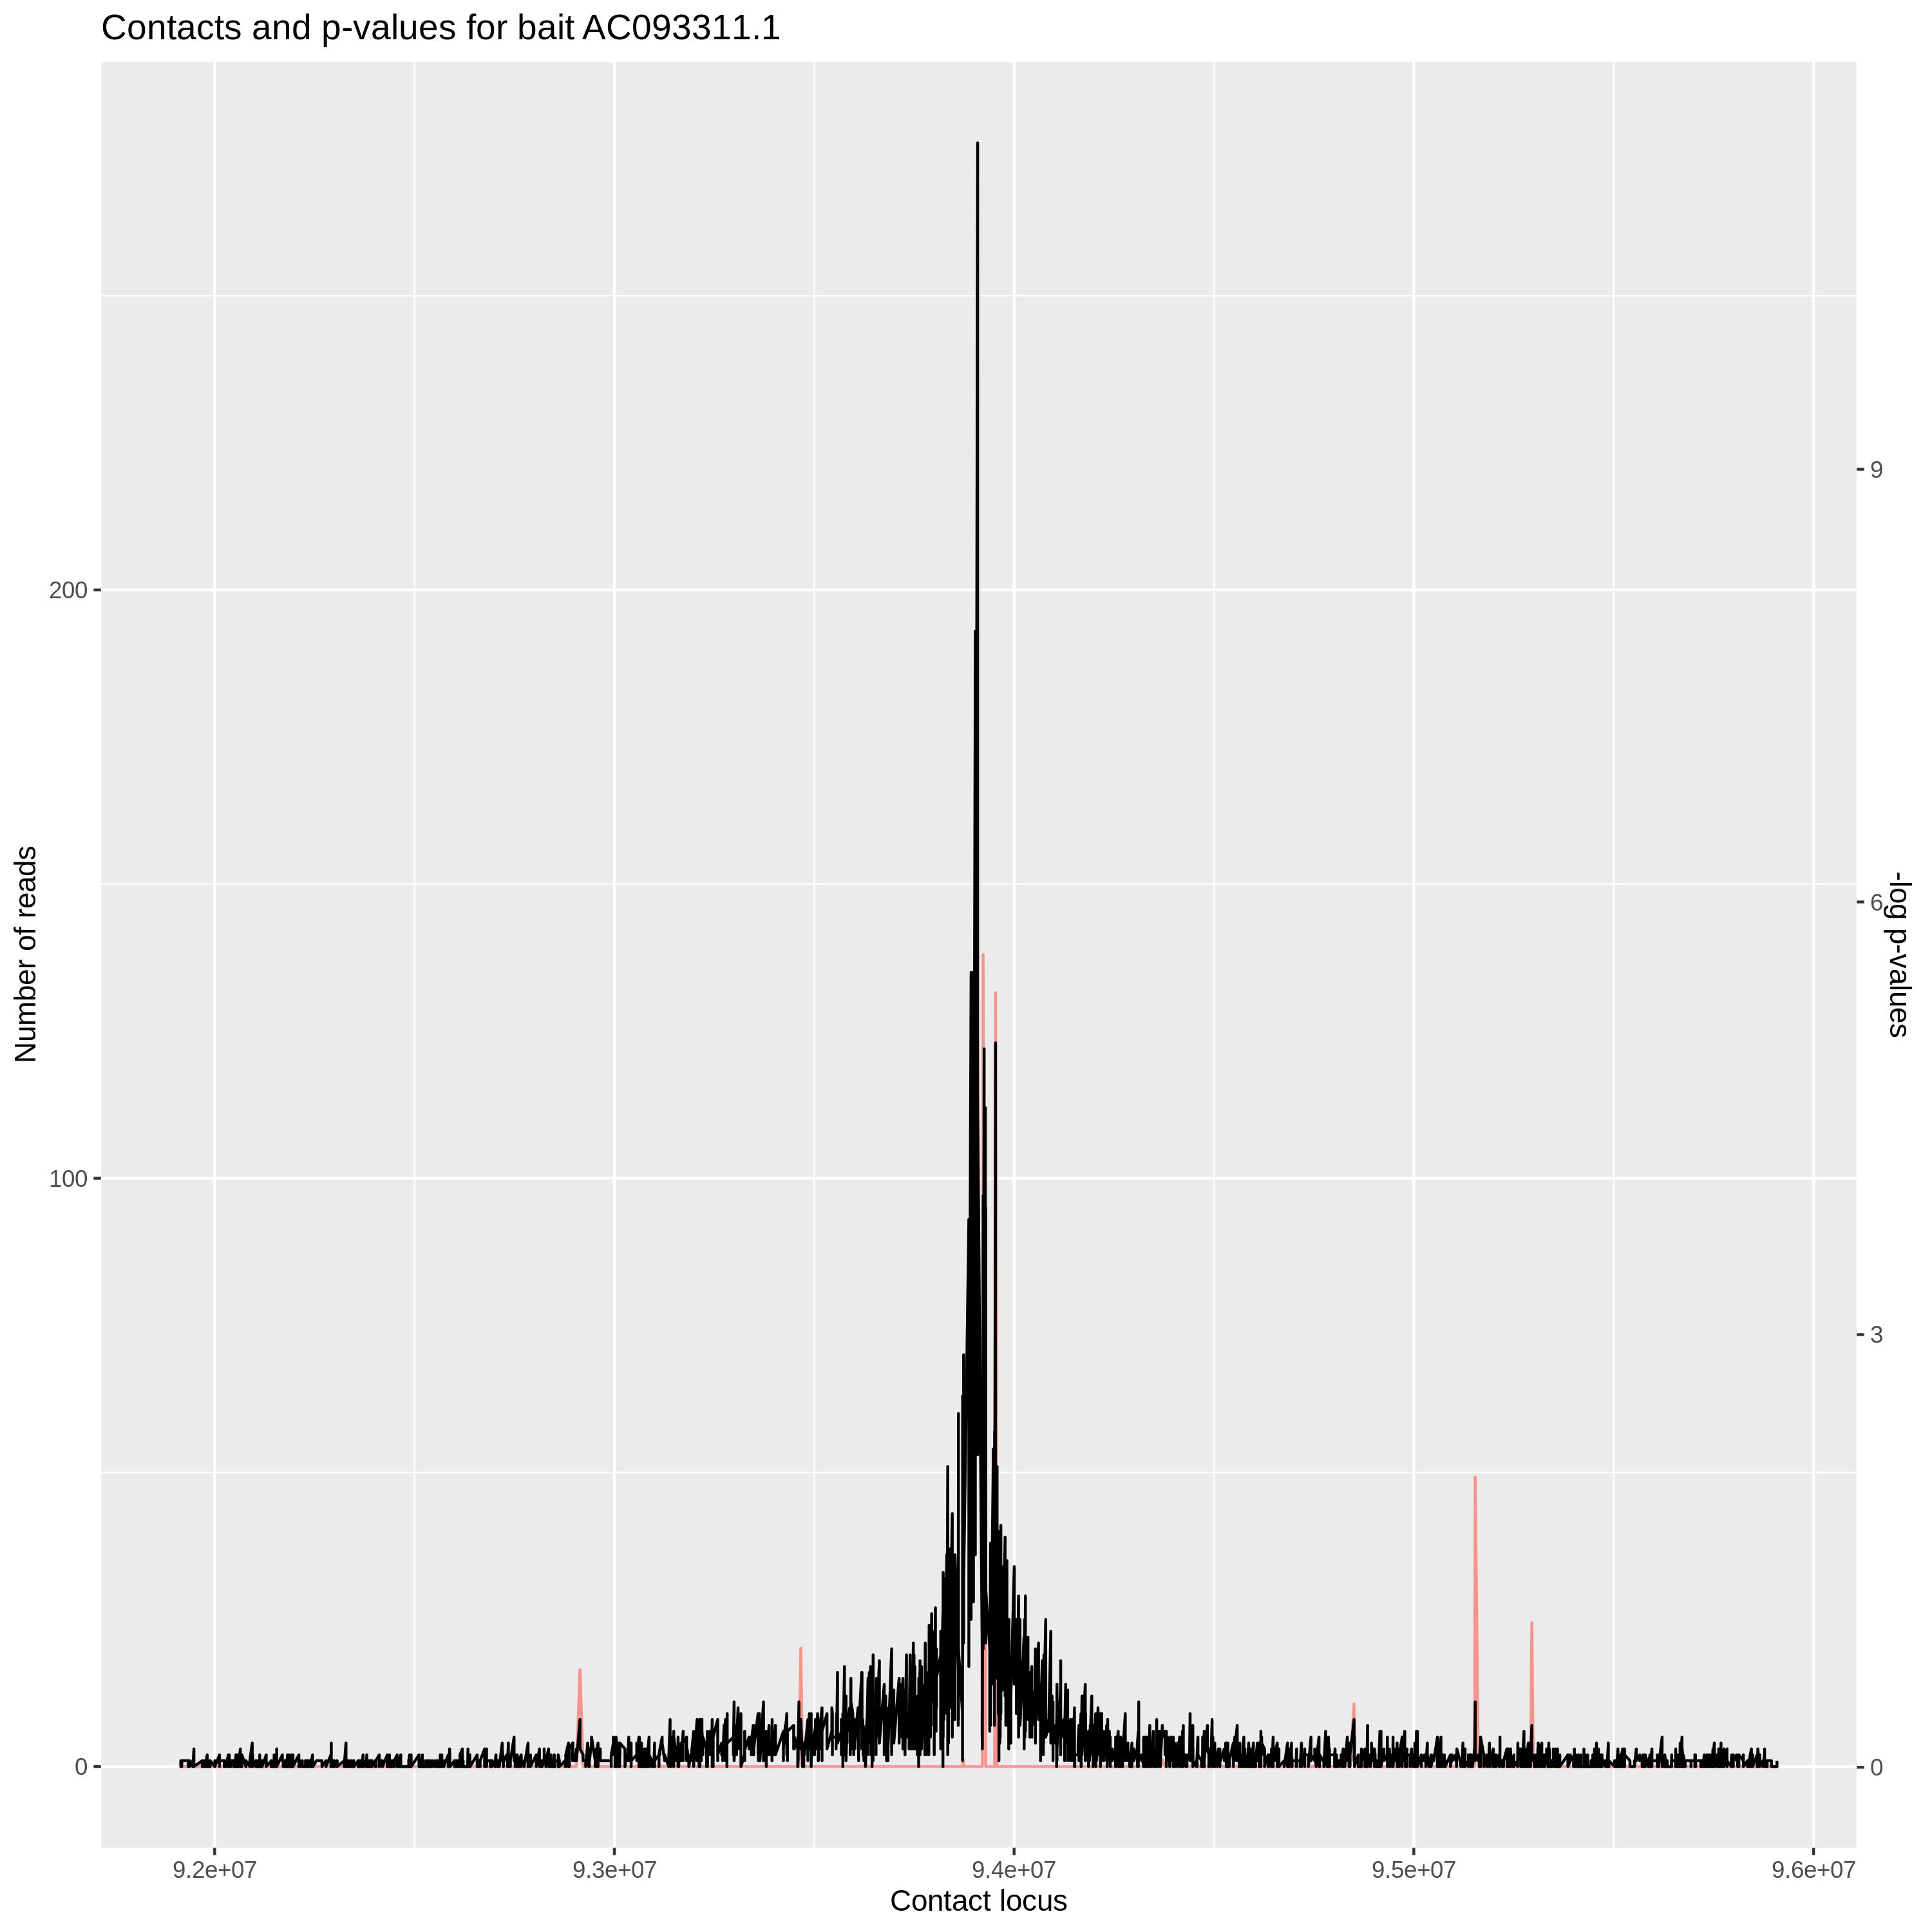 Contacts and p-values for bait AC093311.1
Number of reads
200
100
0
9
6
3
0
-log p-values
9.2e+07
9.3e+07
9.4e+07
9.5e+07
9.6e+07
Contact locus